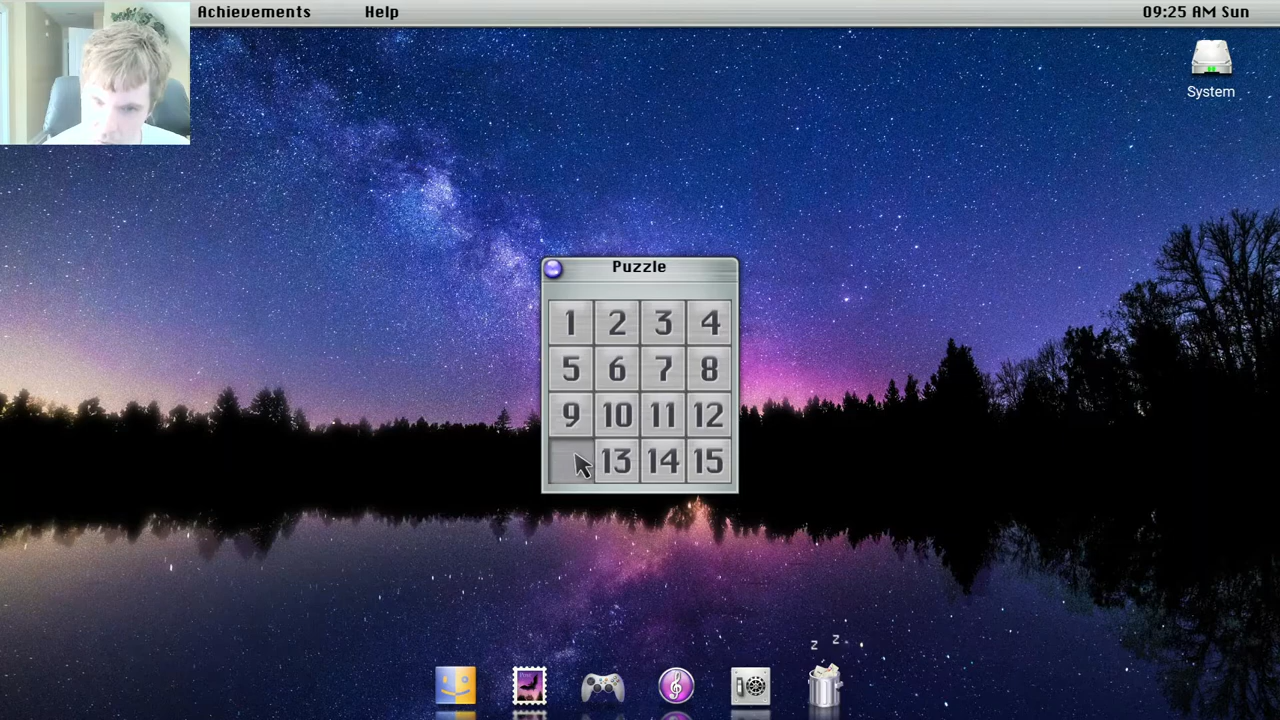 Achievements Help 09:25 AM Sun
System
Puzzle
1 2 3 4
5 6 7 8
9 10 11 12
13 14 15
z z